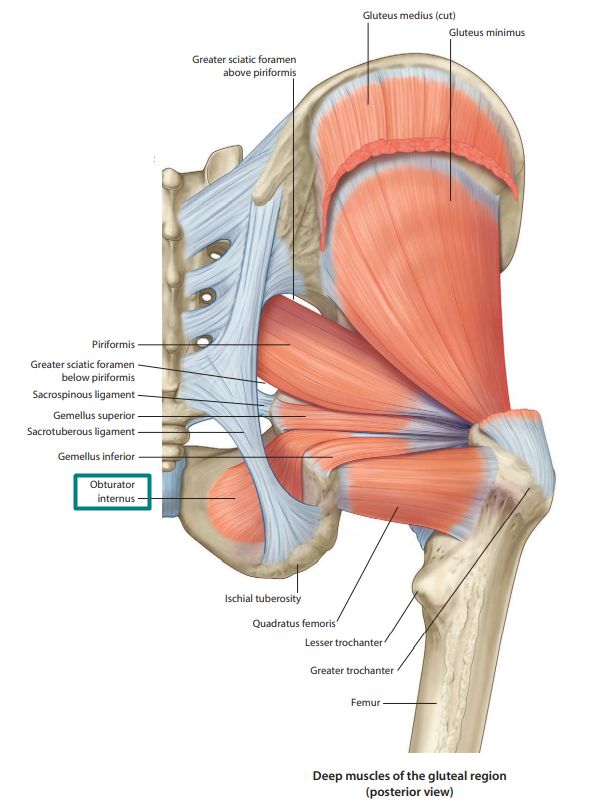 Gluteus medius (cut)
Gluteus minimus
Greater sciatic foramen
above piriformis
Piriformis
Greater sciatic foramen
below piriformis
Sacrospinous ligament
Gemellus superior
Sacrotuberous ligament
Gemellus inferior
Obturator
internus
Ischial tuberosity
Quadratus femoris
Lesser trochanter
Greater trochanter
Femur
Deep muscles of the gluteal region
(posterior view)